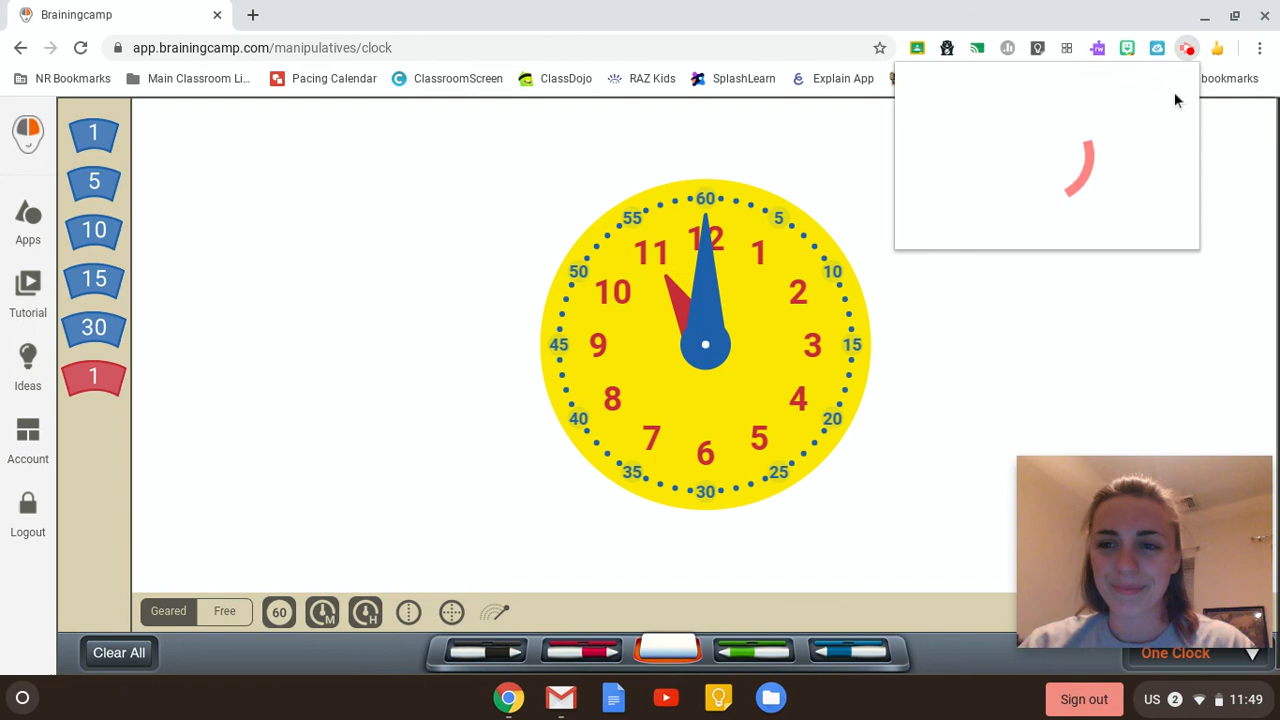 Brainingcamp
app.brainingcamp.com/manipulatives/clock
NR Bookmarks Main Classroom Li... Pacing Calendar ClassroomScreen ClassDojo RAZ Kids SplashLearn Explain App bookmarks
1
5
10
15
30
1
Apps
Tutorial
Ideas
Account
Logout
60
55 5
11 12 1
50 10
10 2
45 9 3 15
8 4
40 20
7 5
35 6 25
30
Geared Free 60 M H
Clear All
One Clock
Sign out US 2 11:49